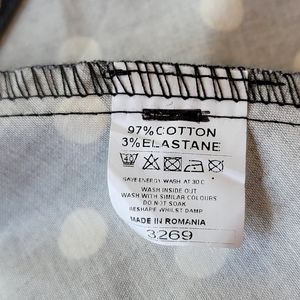 97% COTTON
3% ELASTANE
SAVE ENERGY WASH AT 30 C
WASH INSIDE OUT
WASH WITH SIMILAR COLOURS
DO NOT SOAK
RESHAPE WHILST DAMP
MADE IN ROMANIA
3269